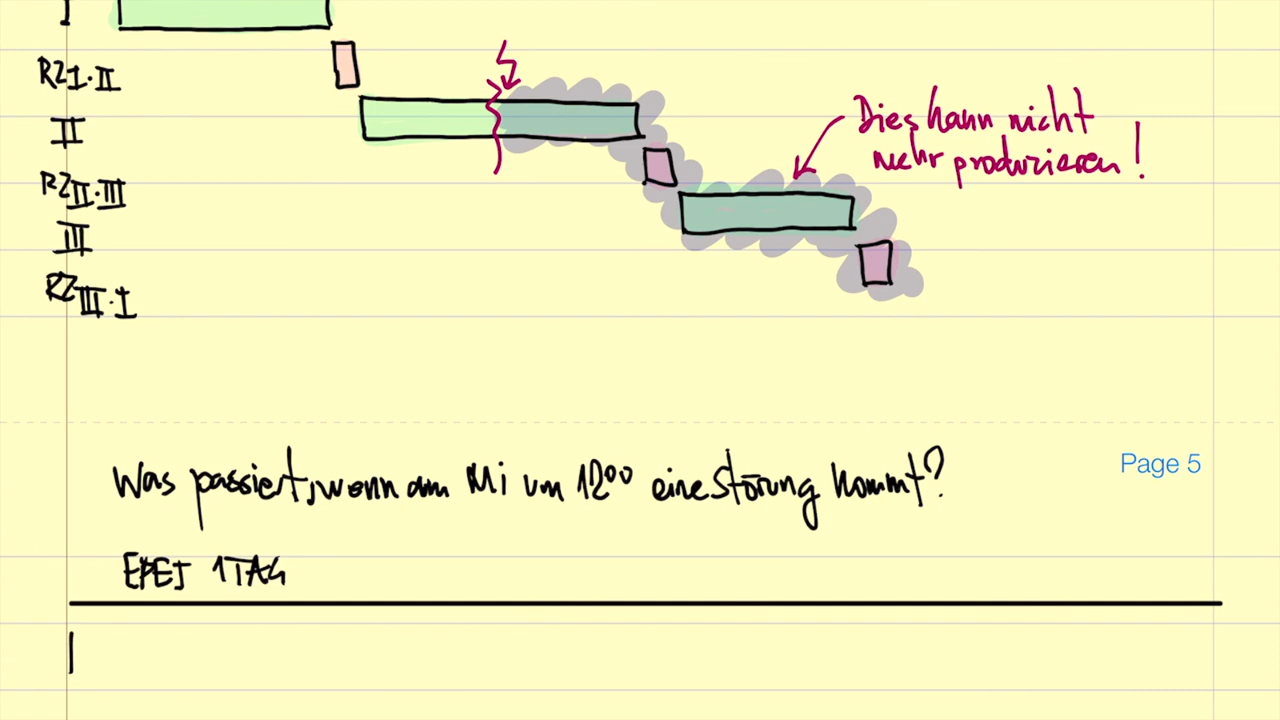 I
RZ I·II
II
RZ II·III
III
RZ III·I
Dies kann nicht
mehr produzieren!
Page 5
Was passiert, wenn am Mi um 12⁰⁰ eine Störung kommt?
EPEI 1TAG